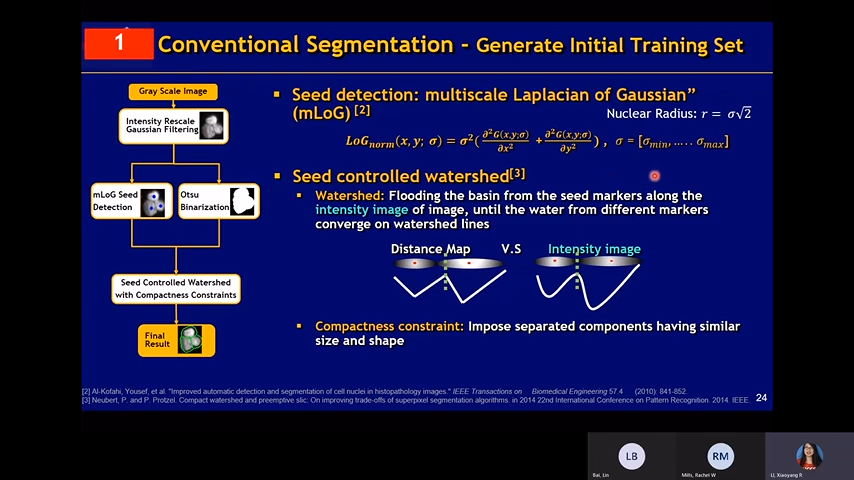 1
Conventional Segmentation - Generate Initial Training Set
Gray Scale Image
Intensity Rescale
Gaussian Filtering
mLoG Seed
Detection
Otsu
Binarization
Seed Controlled Watershed
with Compactness Constraints
Final
Result
Seed detection: multiscale Laplacian of Gaussian”
(mLoG) [2]
Nuclear Radius: r = σ√2
LoGnorm(x, y; σ) = σ²(∂²G(x,y;σ)/∂x² + ∂²G(x,y;σ)/∂y²) , σ = [σmin, … . . σmax]
Seed controlled watershed[3]
Watershed: Flooding the basin from the seed markers along the
intensity image of image, until the water from different markers
converge on watershed lines
Distance Map V.S Intensity image
Compactness constraint: Impose separated components having similar
size and shape
[2] Al-Kofahi, Yousef, et al. "Improved automatic detection and segmentation of cell nuclei in histopathology images." IEEE Transactions on Biomedical Engineering 57.4 (2010): 841-852.
[3] Neubert, P. and P. Protzel. Compact watershed and preemptive slic: On improving trade-offs of superpixel segmentation algorithms. in 2014 22nd International Conference on Pattern Recognition. 2014. IEEE.
24
LB
Bai, Lin
RM
Mills, Rachel W
LI, Xiaoyang R